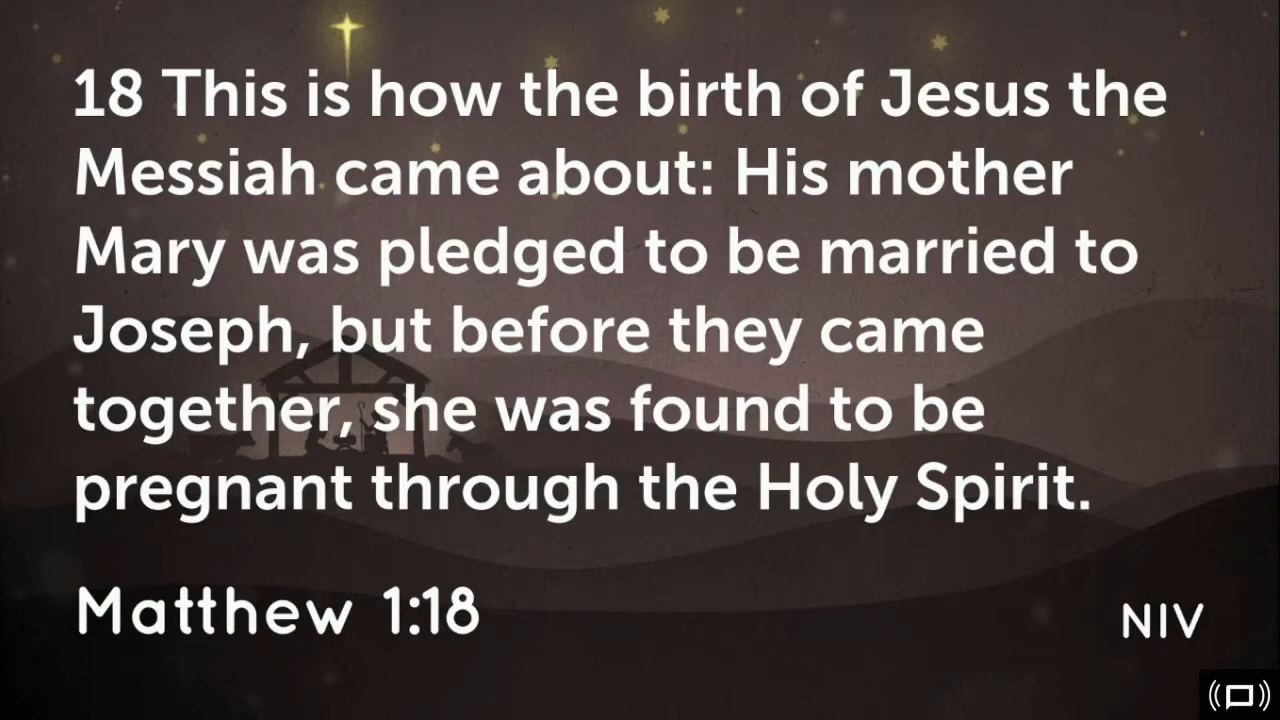 18 This is how the birth of Jesus the
Messiah came about: His mother
Mary was pledged to be married to
Joseph, but before they came
together, she was found to be
pregnant through the Holy Spirit.
Matthew 1:18
NIV